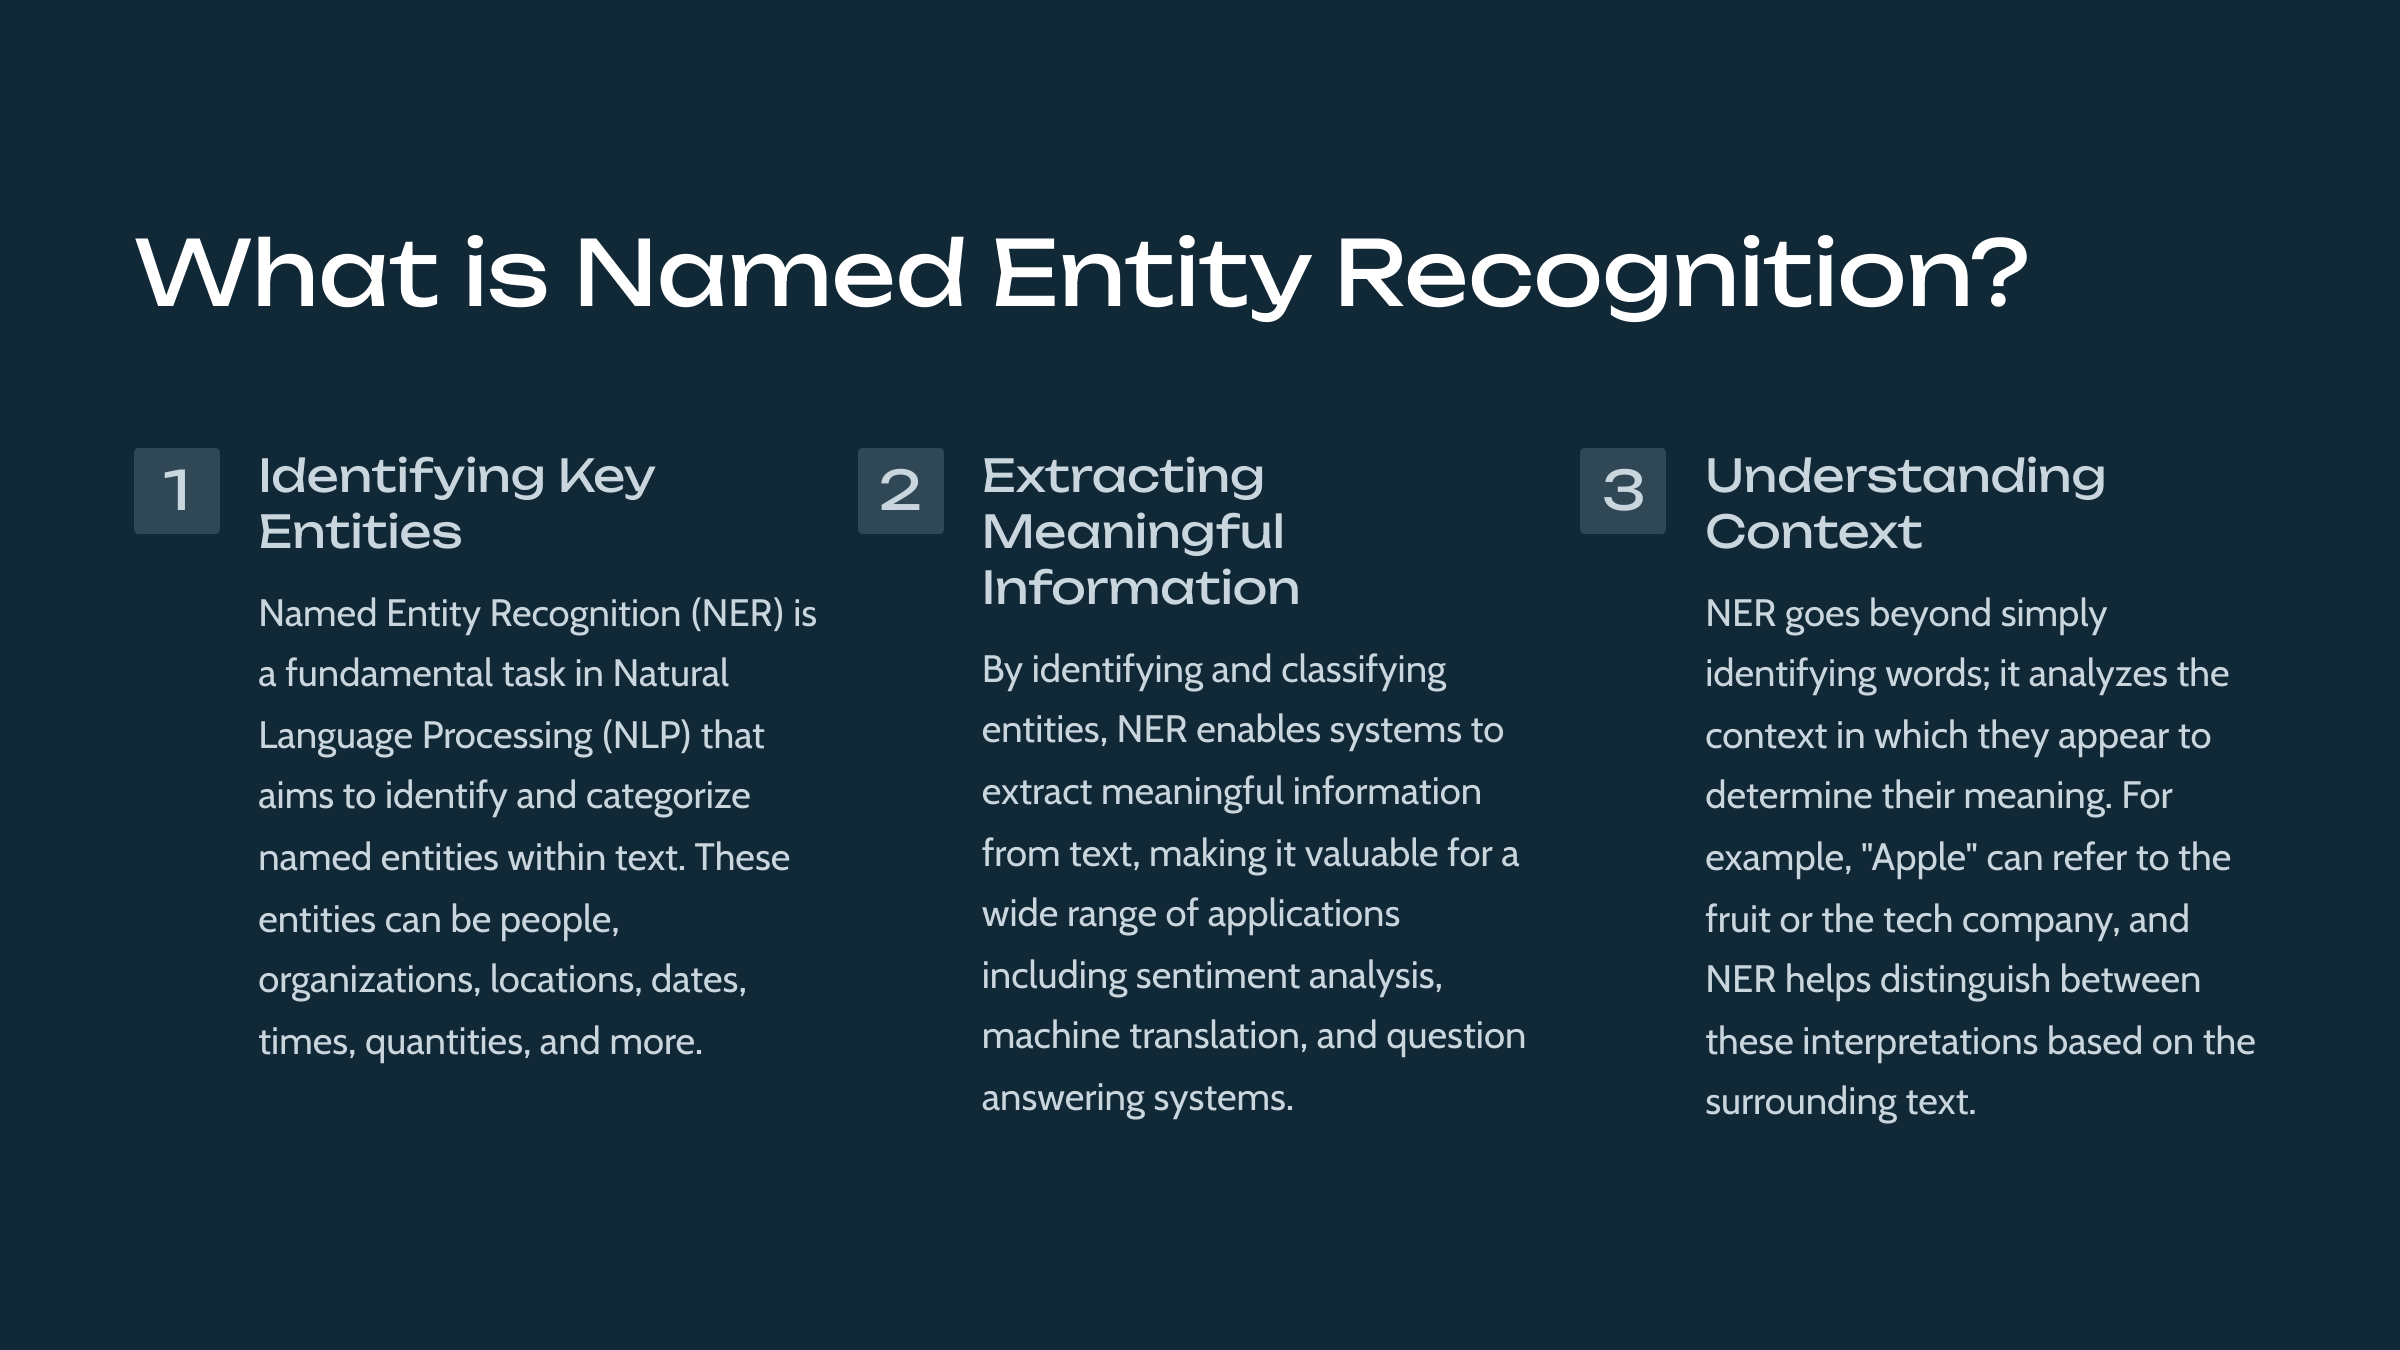 What is Named Entity Recognition?
1
Identifying Key
Entities
Named Entity Recognition (NER) is
a fundamental task in Natural
Language Processing (NLP) that
aims to identify and categorize
named entities within text. These
entities can be people,
organizations, locations, dates,
times, quantities, and more.
2
Extracting
Meaningful
Information
By identifying and classifying
entities, NER enables systems to
extract meaningful information
from text, making it valuable for a
wide range of applications
including sentiment analysis,
machine translation, and question
answering systems.
3
Understanding
Context
NER goes beyond simply
identifying words; it analyzes the
context in which they appear to
determine their meaning. For
example, "Apple" can refer to the
fruit or the tech company, and
NER helps distinguish between
these interpretations based on the
surrounding text.